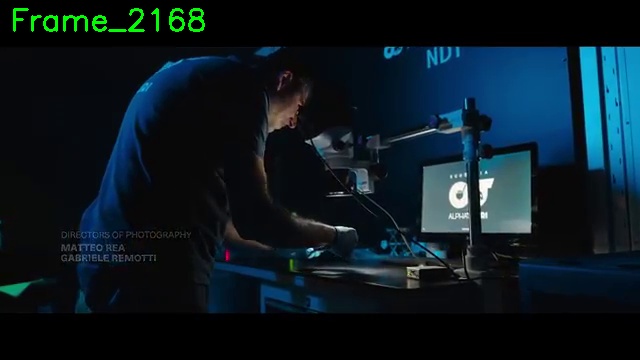 Frame_2168
NDT
DIRECTORS OF PHOTOGRAPHY
MATTEO REA
GABRIELE REMOTTI